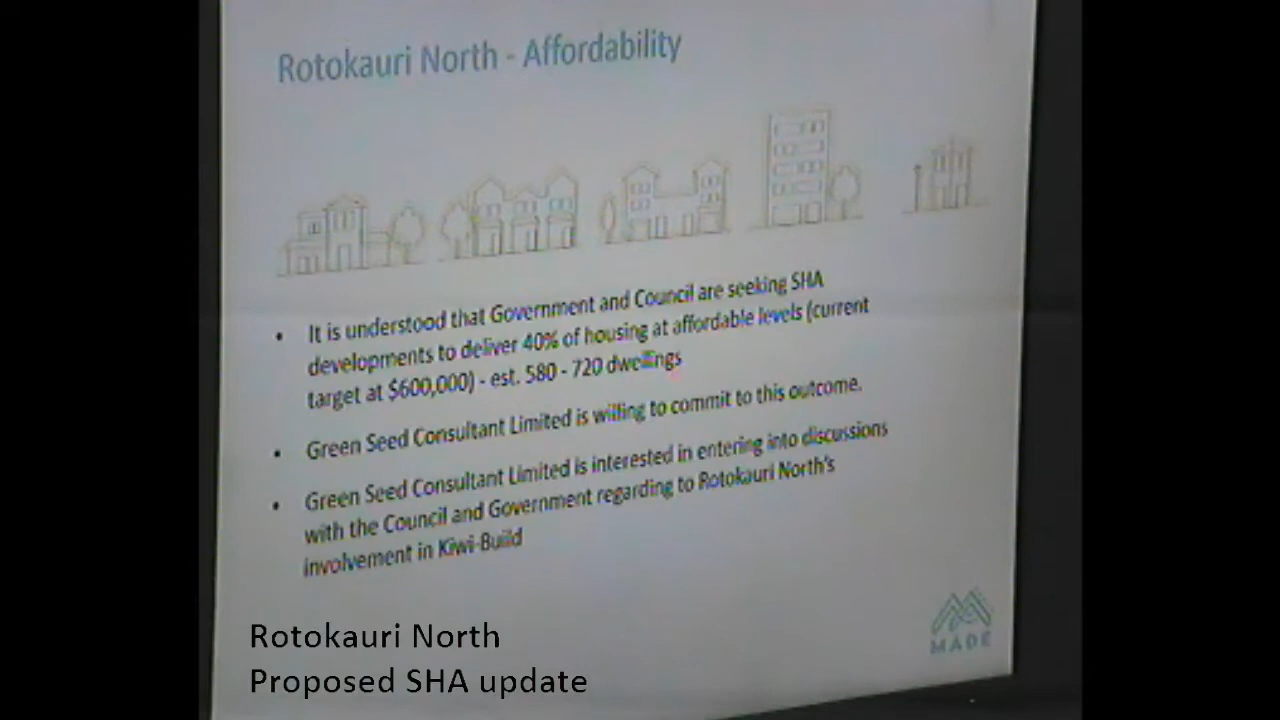 Rotokauri North - Affordability
• It is understood that Government and Council are seeking SHA
developments to deliver 40% of housing at affordable levels (current
target at $600,000) - est. 580 - 720 dwellings
• Green Seed Consultant Limited is willing to commit to this outcome.
• Green Seed Consultant Limited is interested in entering into discussions
with the Council and Government regarding to Rotokauri North's
involvement in Kiwi-Build
MADE
Rotokauri North
Proposed SHA update